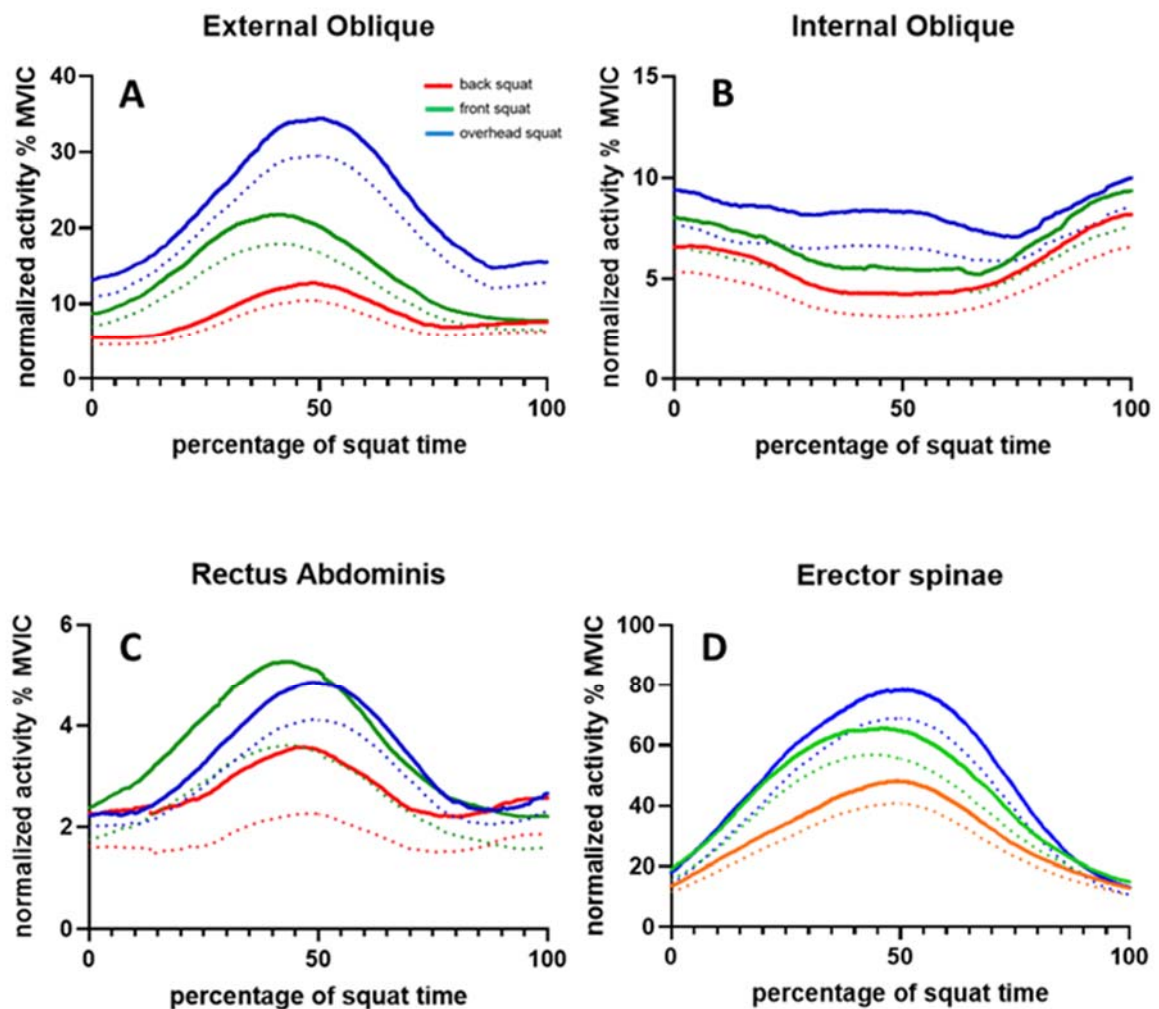 External Oblique
A
back squat
front squat
overhead squat
normalized activity % MVIC
40
30
20
10
0
0 50 100
percentage of squat time
Internal Oblique
B
normalized activity % MVIC
15
10
5
0
0 50 100
percentage of squat time
Rectus Abdominis
C
normalized activity % MVIC
6
4
2
0
0 50 100
percentage of squat time
Erector spinae
D
normalized activity % MVIC
100
80
60
40
20
0
0 50 100
percentage of squat time